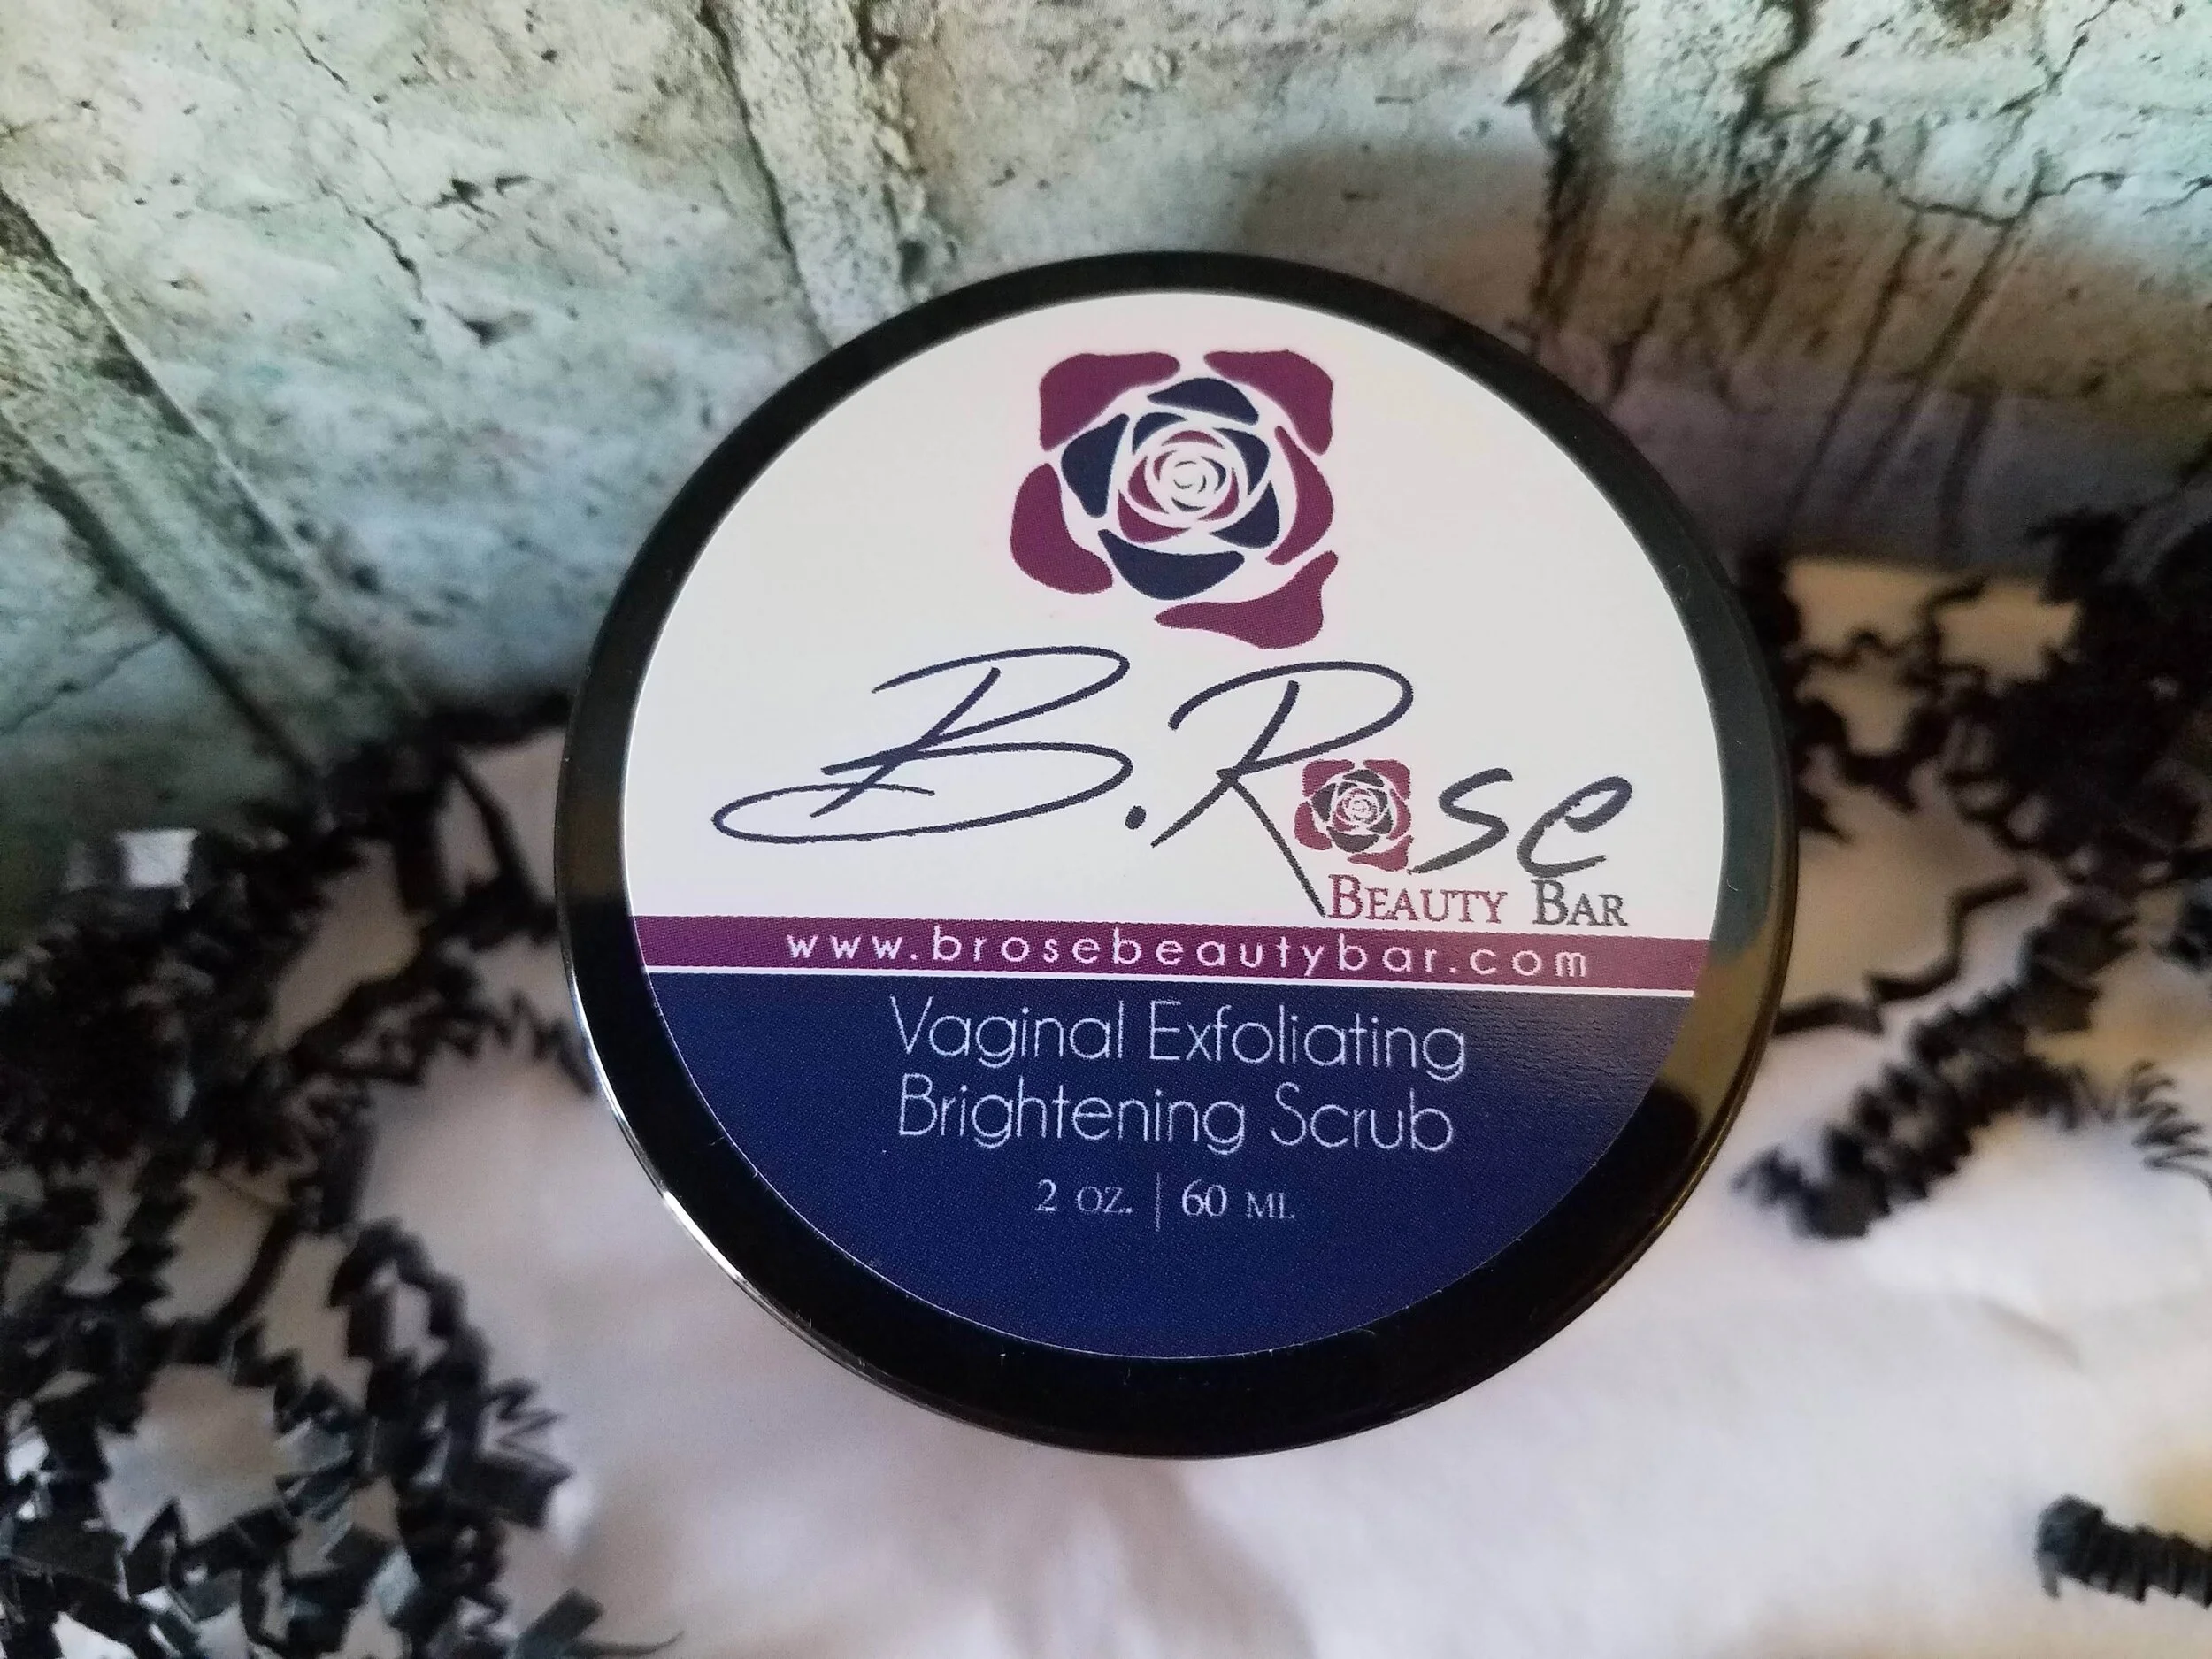 B.Rose
BEAUTY BAR
www.brosebeautybar.com
Vaginal Exfoliating
Brightening Scrub
2 OZ. | 60 ML